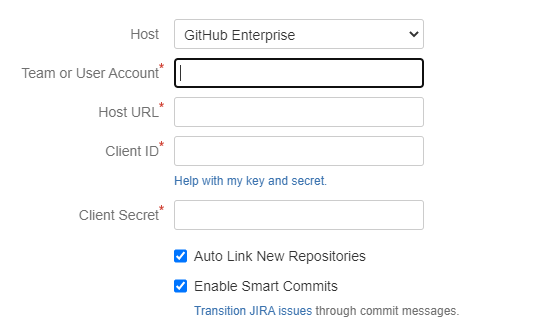 Host GitHub Enterprise
Team or User Account*
Host URL*
Client ID*
Help with my key and secret.
Client Secret*
Auto Link New Repositories
Enable Smart Commits
Transition JIRA issues through commit messages.